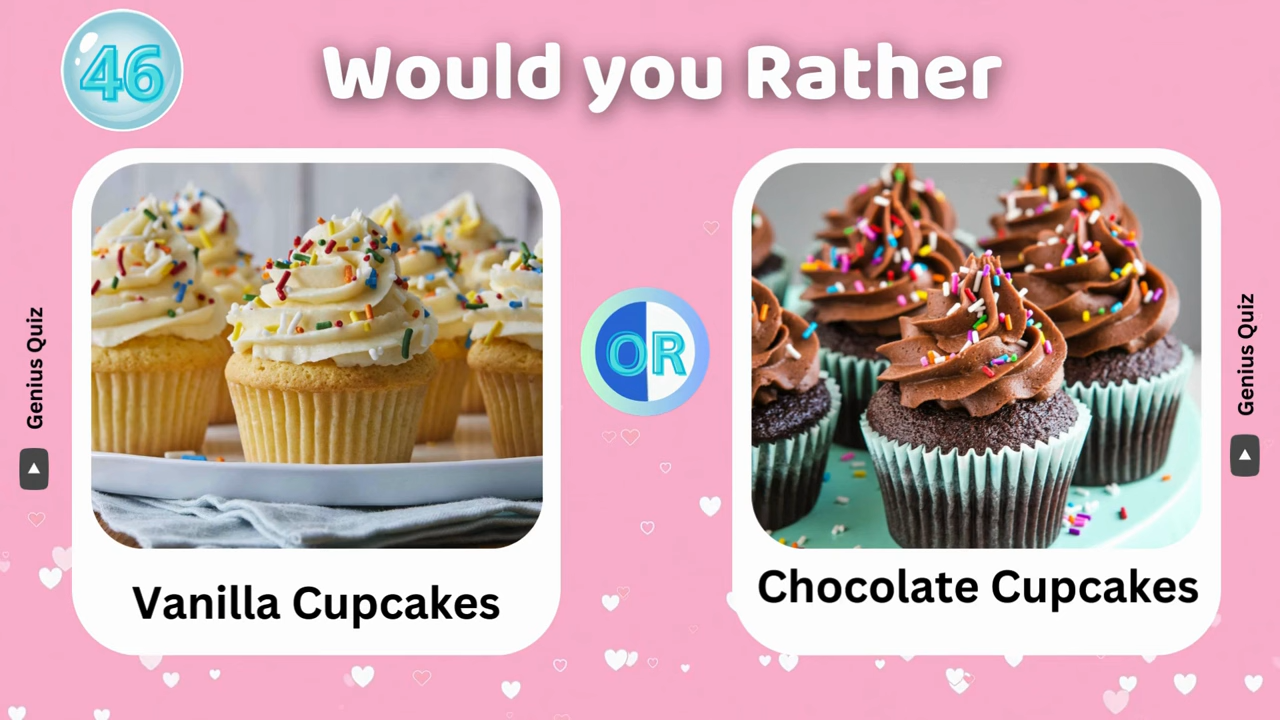 46
Would you Rather
Genius Quiz
OR
Genius Quiz
Vanilla Cupcakes
Chocolate Cupcakes